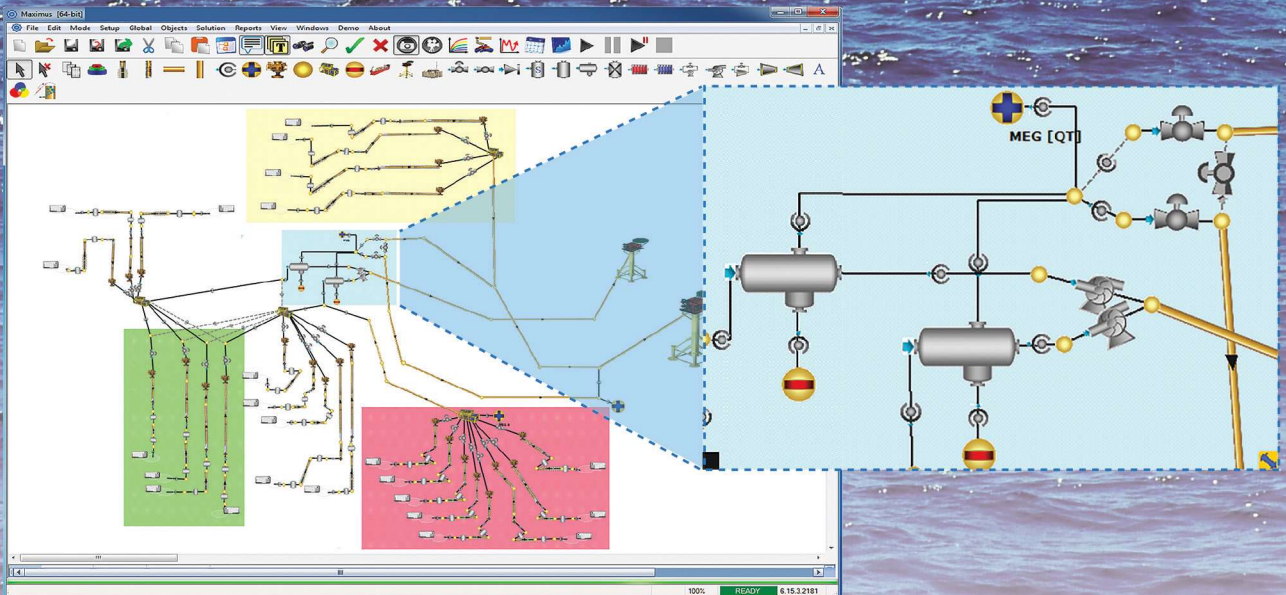 Maximus [64-bit]
File Edit Mode Setup Global Objects Solution Reports View Windows Demo About
T
S
A
MEG [QT]
100% READY 6.15.3.2181